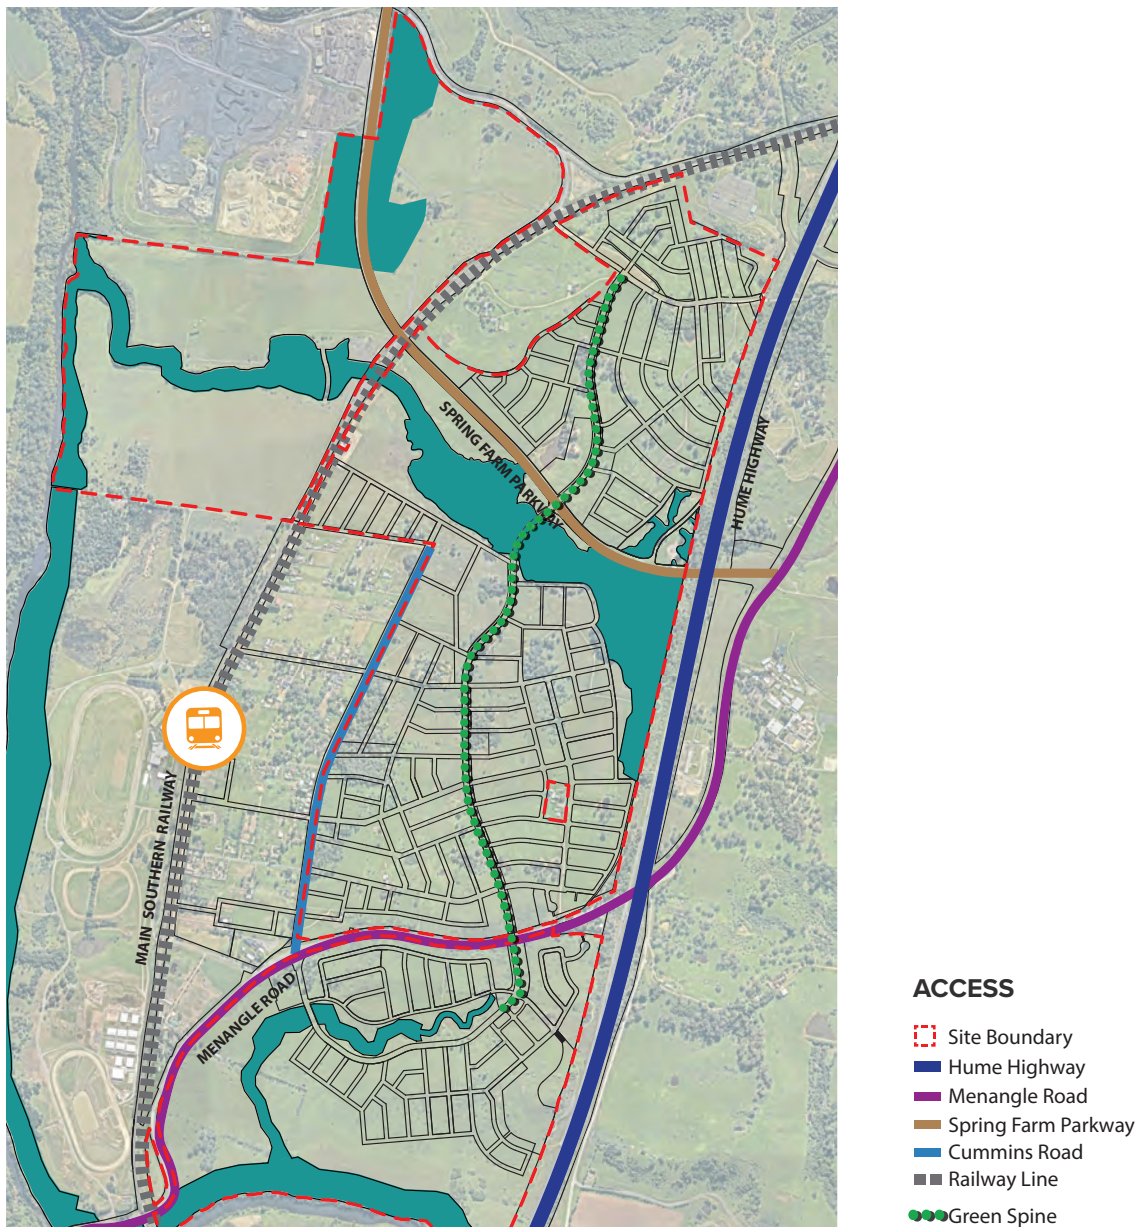 SPRING FARM PARKWAY
HUME HIGHWAY
MAIN SOUTHERN RAILWAY
MENANGLE ROAD
ACCESS
Site Boundary
Hume Highway
Menangle Road
Spring Farm Parkway
Cummins Road
Railway Line
Green Spine